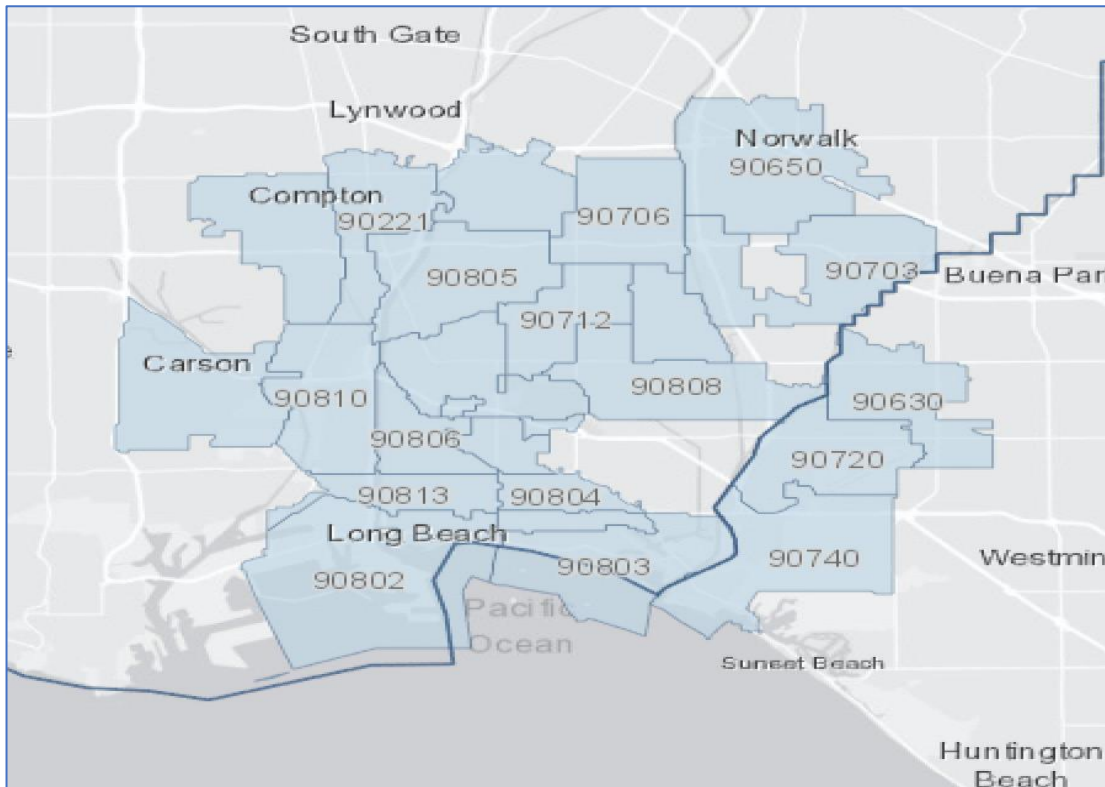 South Gate
Lynwood
Norwalk
90650
Compton
90221
90706
90703
Buena Par
90805
90712
Carson
90810
90808
90630
90806
90720
90813
90804
Long Beach
90802
90803
90740
Westmin
Pacific
Ocean
Sunset Beach
Huntington
Beach
e